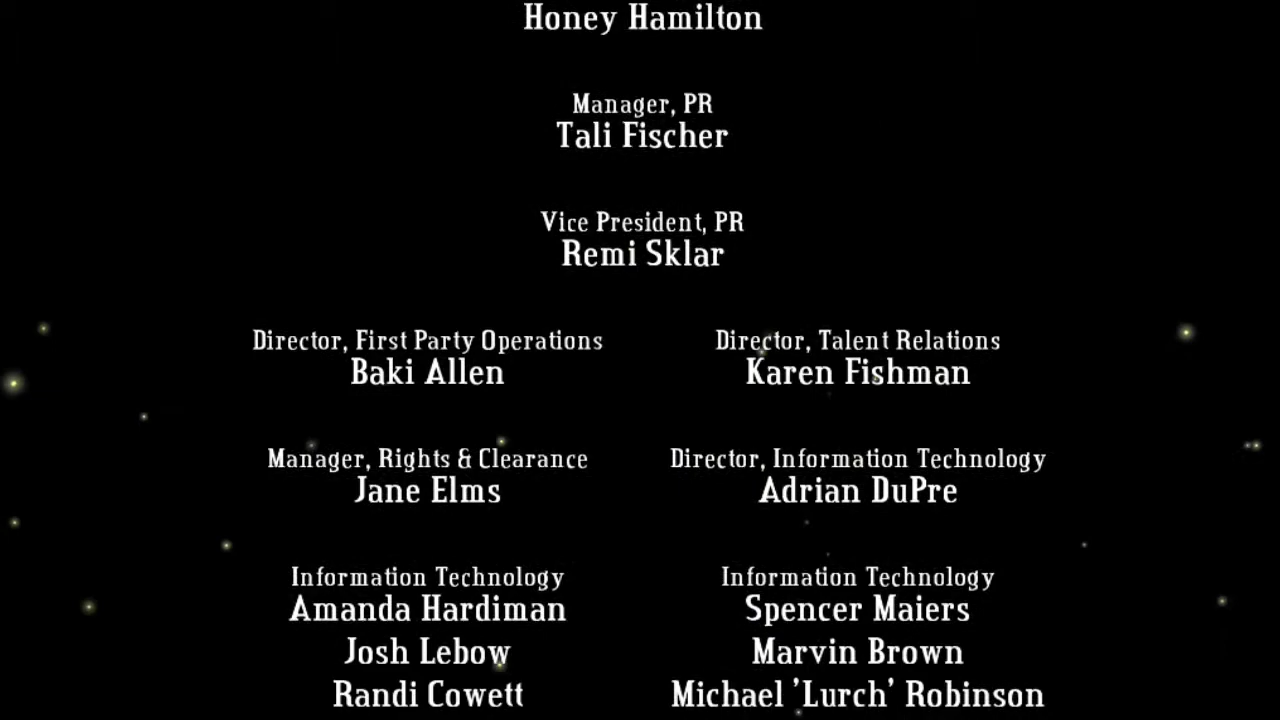 Honey Hamilton
Manager, PR
Tali Fischer
Vice President, PR
Remi Sklar
Director, First Party Operations
Baki Allen
Director, Talent Relations
Karen Fishman
Manager, Rights & Clearance
Jane Elms
Director, Information Technology
Adrian DuPre
Information Technology
Amanda Hardiman
Josh Lebow
Randi Cowett
Information Technology
Spencer Maiers
Marvin Brown
Michael 'Lurch' Robinson